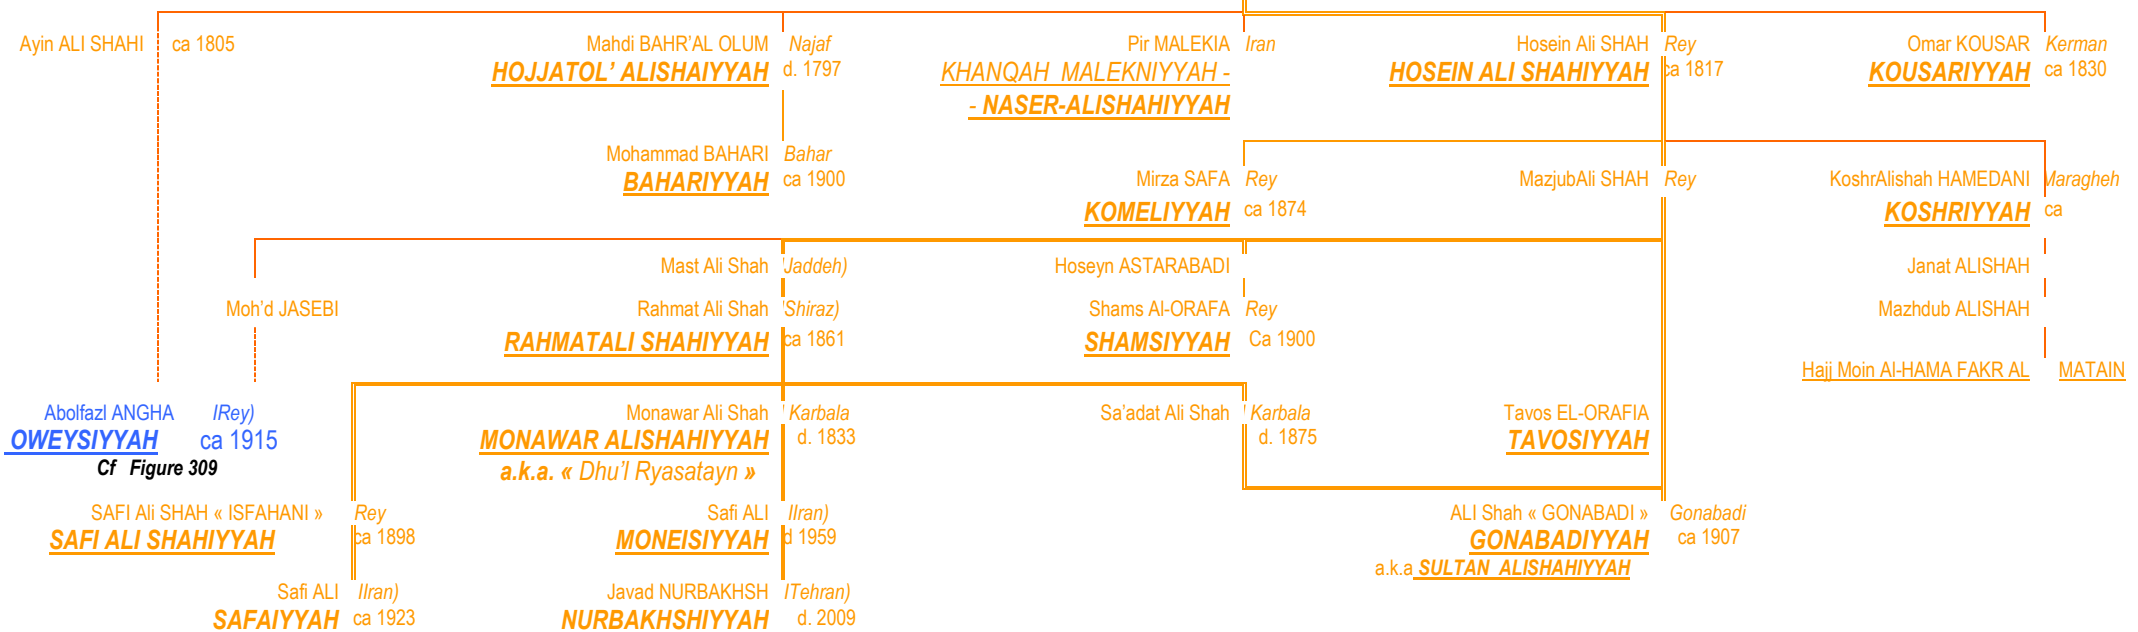 Ayin ALI SHAHI ca 1805
Mahdi BAHR'AL OLUM Najaf
HOJJATOL' ALISHAIYYAH d. 1797
Pir MALEKIA Iran
KHANQAH MALEKNIYYAH -
- NASER-ALISHAHIYYAH
Hosein Ali SHAH Rey
HOSEIN ALI SHAHIYYAH ca 1817
Omar KOUSAR Kerman
KOUSARIYYAH ca 1830
Mohammad BAHARI Bahar
BAHARIYYAH ca 1900
Mirza SAFA Rey
KOMELIYYAH ca 1874
MazjubAli SHAH Rey
KoshrAlishah HAMEDANI Maragheh
KOSHRIYYAH ca
Mast Ali Shah (Jaddeh)
Hoseyn ASTARABADI
Janat ALISHAH
Moh'd JASEBI
Rahmat Ali Shah (Shiraz)
RAHMATALI SHAHIYYAH ca 1861
Shams Al-ORAFA Rey
SHAMSIYYAH Ca 1900
Mazhdub ALISHAH
Hajj Moin Al-HAMA FAKR AL MATAIN
Abolfazl ANGHA IRey)
OWEYSIYYAH ca 1915
Cf Figure 309
Monawar Ali Shah Karbala
MONAWAR ALISHAHIYYAH d. 1833
a.k.a. « Dhu'l Ryasatayn »
Sa'adat Ali Shah Karbala
d. 1875
Tavos EL-ORAFIA
TAVOSIYYAH
SAFI Ali SHAH « ISFAHANI » Rey
SAFI ALI SHAHIYYAH ca 1898
Safi ALI IIran)
MONEISIYYAH d 1959
ALI Shah « GONABADI » Gonabadi
GONABADIYYAH ca 1907
a.k.a SULTAN ALISHAHIYYAH
Safi ALI IIran)
SAFAIYYAH ca 1923
Javad NURBAKHSH ITehran)
NURBAKHSHIYYAH d. 2009